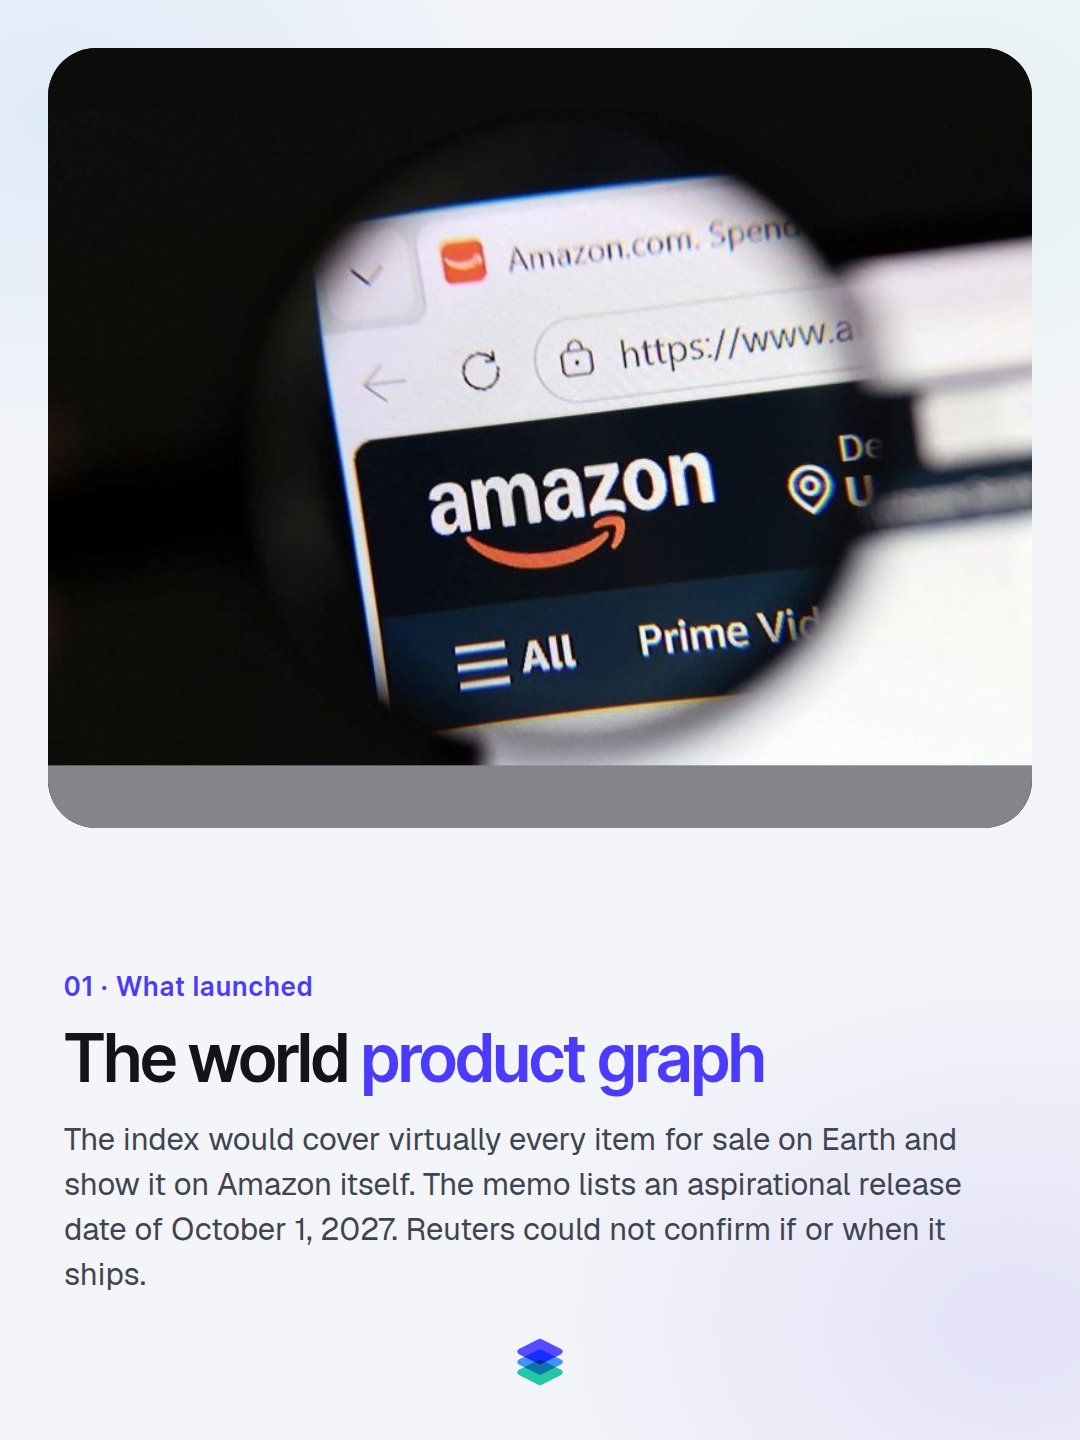 Amazon.com. Spend
https://www.a
amazon
De
U
All
Prime Vid
01 · What launched
The world product graph
The index would cover virtually every item for sale on Earth and
show it on Amazon itself. The memo lists an aspirational release
date of October 1, 2027. Reuters could not confirm if or when it
ships.